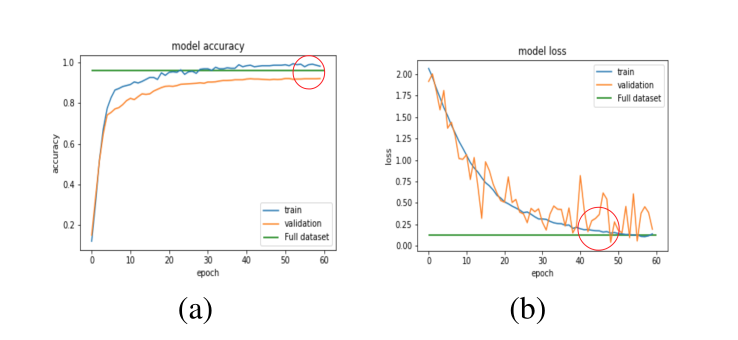 model accuracy
1.0
0.8
0.6
0.4
0.2
accuracy
train
validation
Full dataset
0 10 20 30 40 50 60
epoch
(a)
model loss
2.00
1.75
1.50
1.25
1.00
0.75
0.50
0.25
0.00
loss
train
validation
Full dataset
0 10 20 30 40 50 60
epoch
(b)